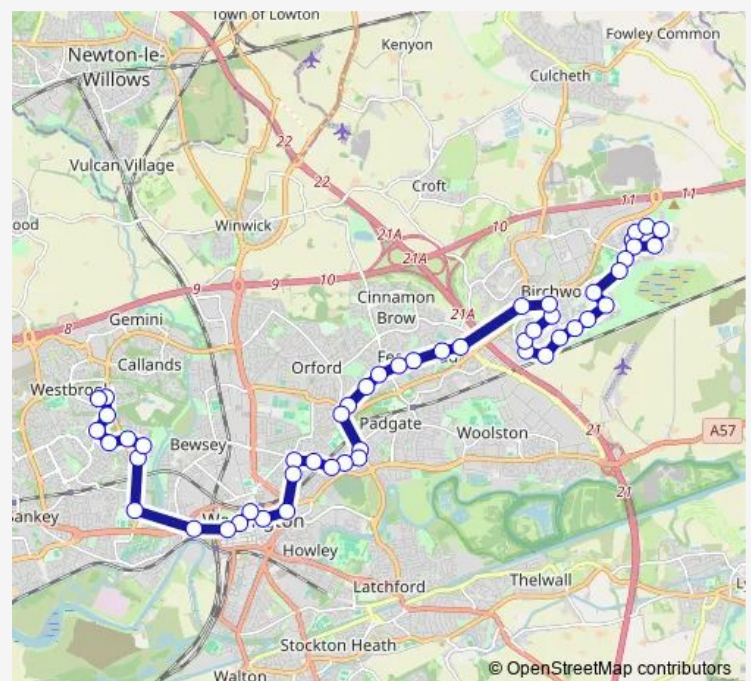 Town of Lowton
Fowley Common
Kenyon
Newton-le-
Willows
Culcheth
22
Vulcan Village
22
Croft
11
11
ood
Winwick
10
21A
21A
9
9
10
Cinnamon
Brow
Birchwo
8
Gemini
21A
Orford
Callands
Westbro
Padgate
A57
Bewsey
Woolston
21
ankey
21
Howley
Latchford
Thelwall
Stockton Heath
Walton
© OpenStreetMap contributors